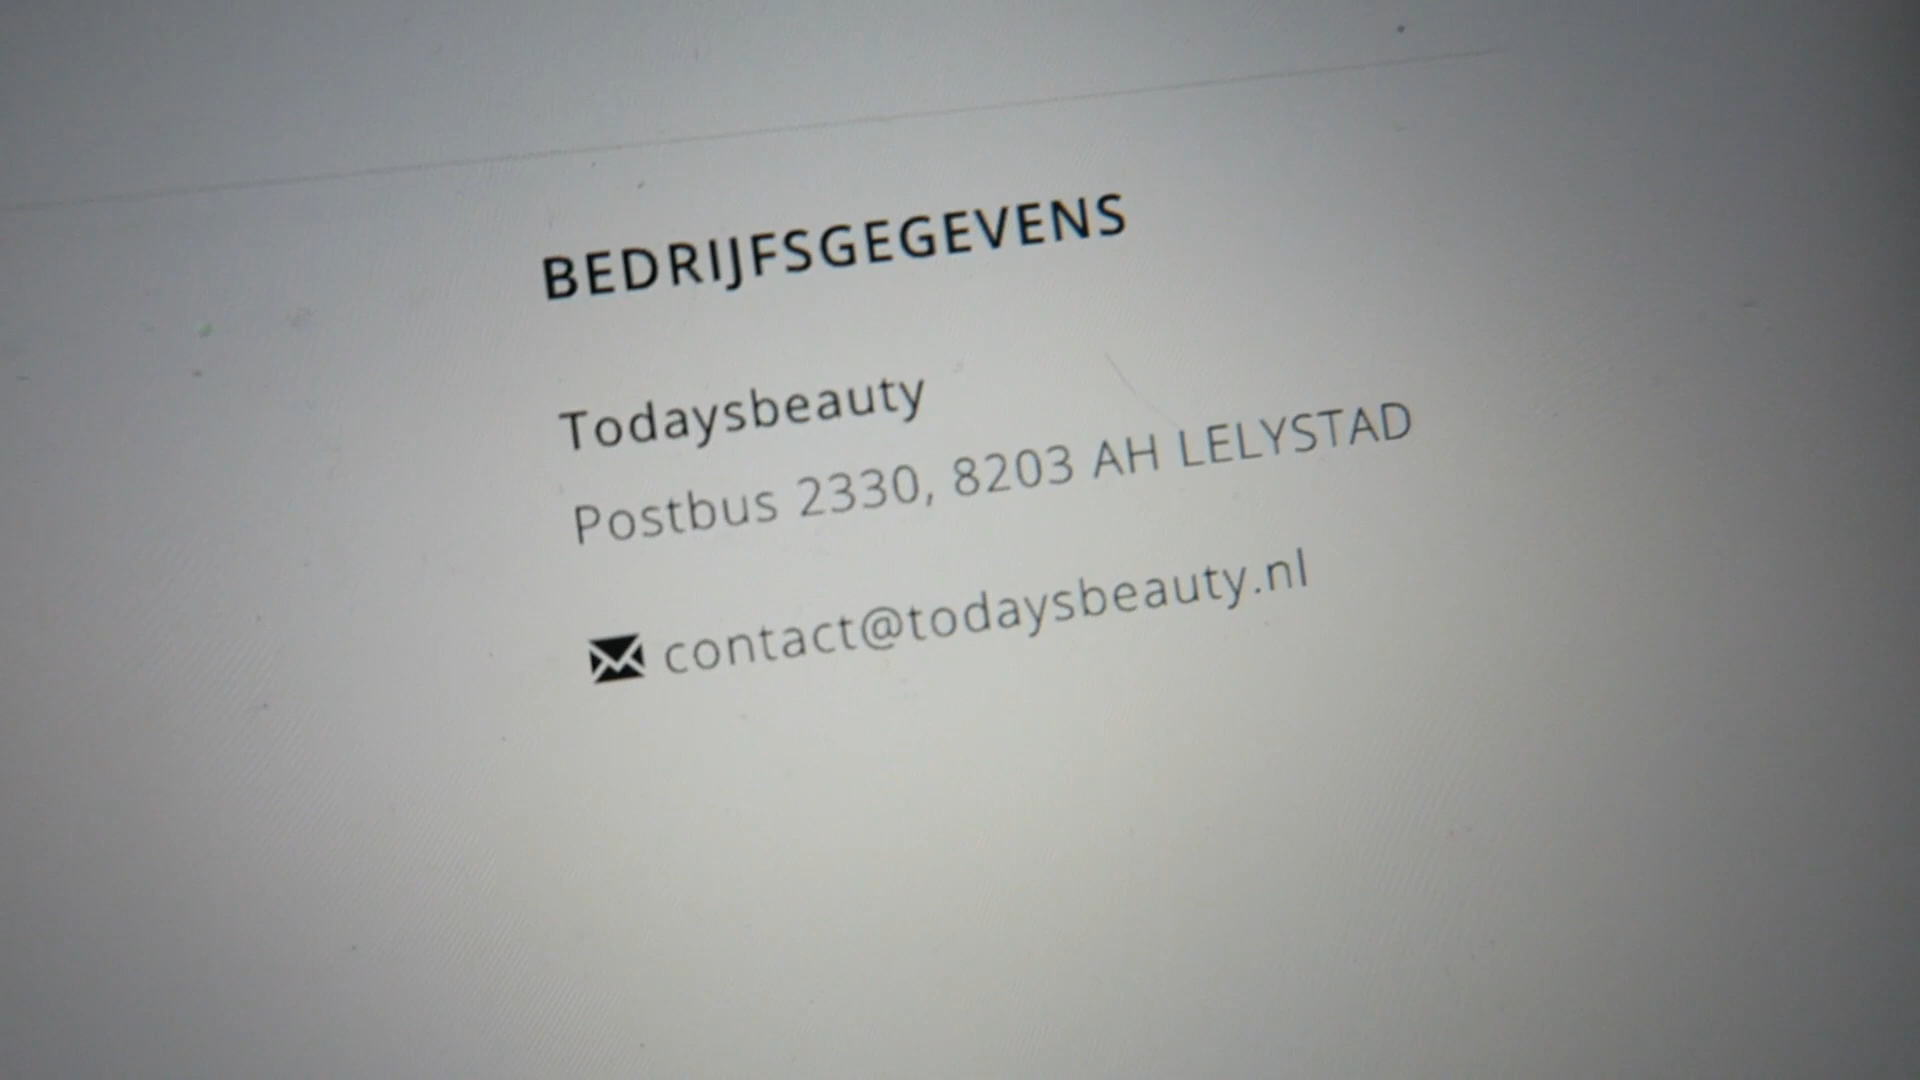 BEDRIJFSGEGEVENS
Todaysbeauty
Postbus 2330, 8203 AH LELYSTAD
contact@todaysbeauty.nl